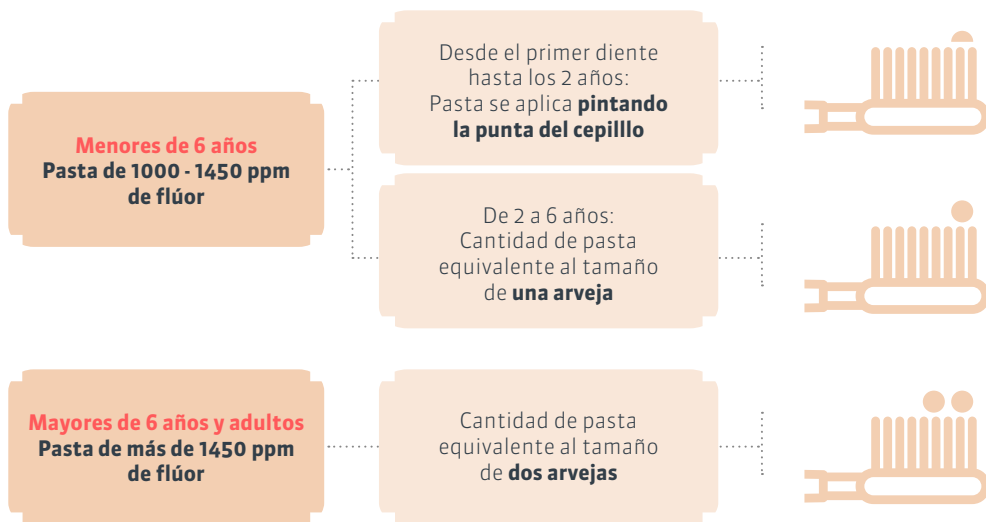 Menores de 6 años
Pasta de 1000 - 1450 ppm
de flúor
Desde el primer diente
hasta los 2 años:
Pasta se aplica pintando
la punta del cepilllo
De 2 a 6 años:
Cantidad de pasta
equivalente al tamaño
de una arveja
Mayores de 6 años y adultos
Pasta de más de 1450 ppm
de flúor
Cantidad de pasta
equivalente al tamaño
de dos arvejas